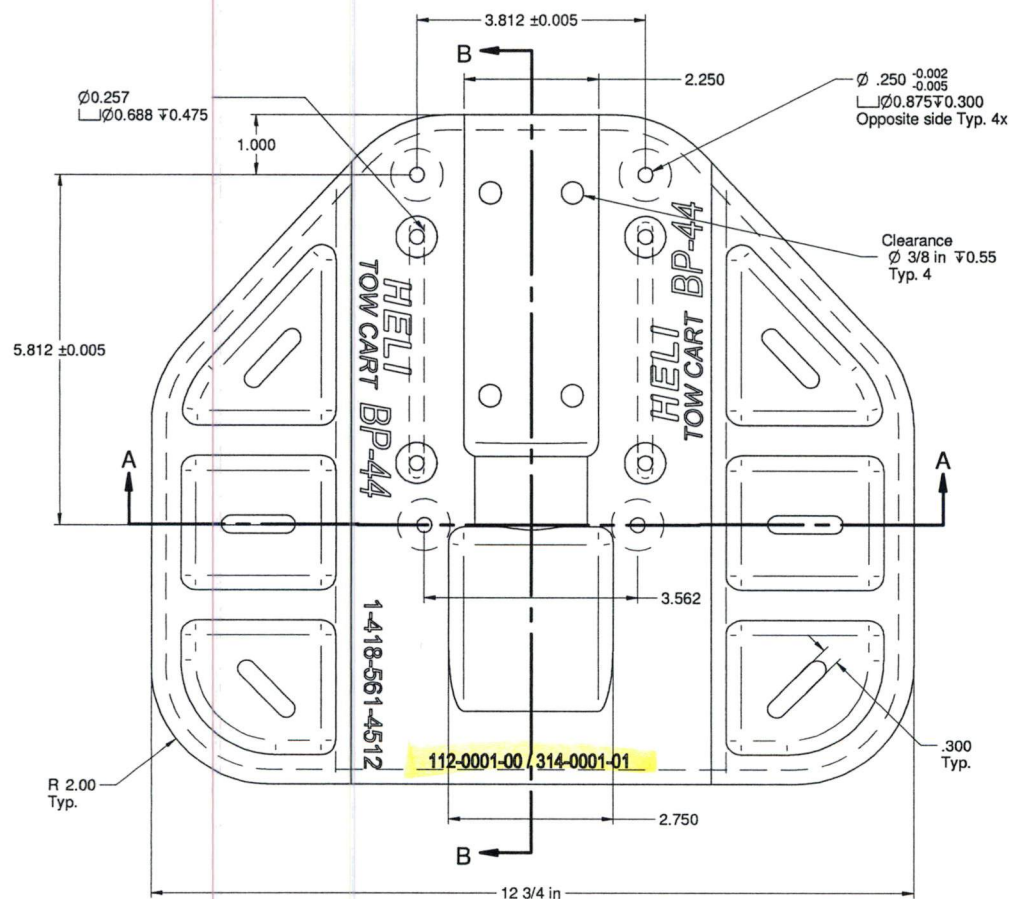 3.812 ±0.005
B
2.250
Ø .250 -0.002
-0.005
⌴Ø0.875↧0.300
Opposite side Typ. 4x
Ø0.257
⌴Ø0.688 ↧0.475
1.000
Clearance
Ø 3/8 in ↧0.55
Typ. 4
HELI
TOW CART BP-44
HELI
TOW CART BP-44
5.812 ±0.005
A
A
3.562
1-418-561-4512
112-0001-00 / 314-0001-01
.300
Typ.
R 2.00
Typ.
2.750
B
12 3/4 in